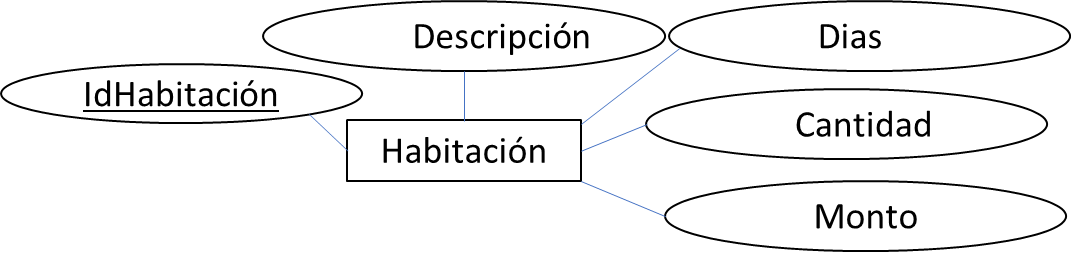 Descripción
Dias
IdHabitación
Cantidad
Habitación
Monto